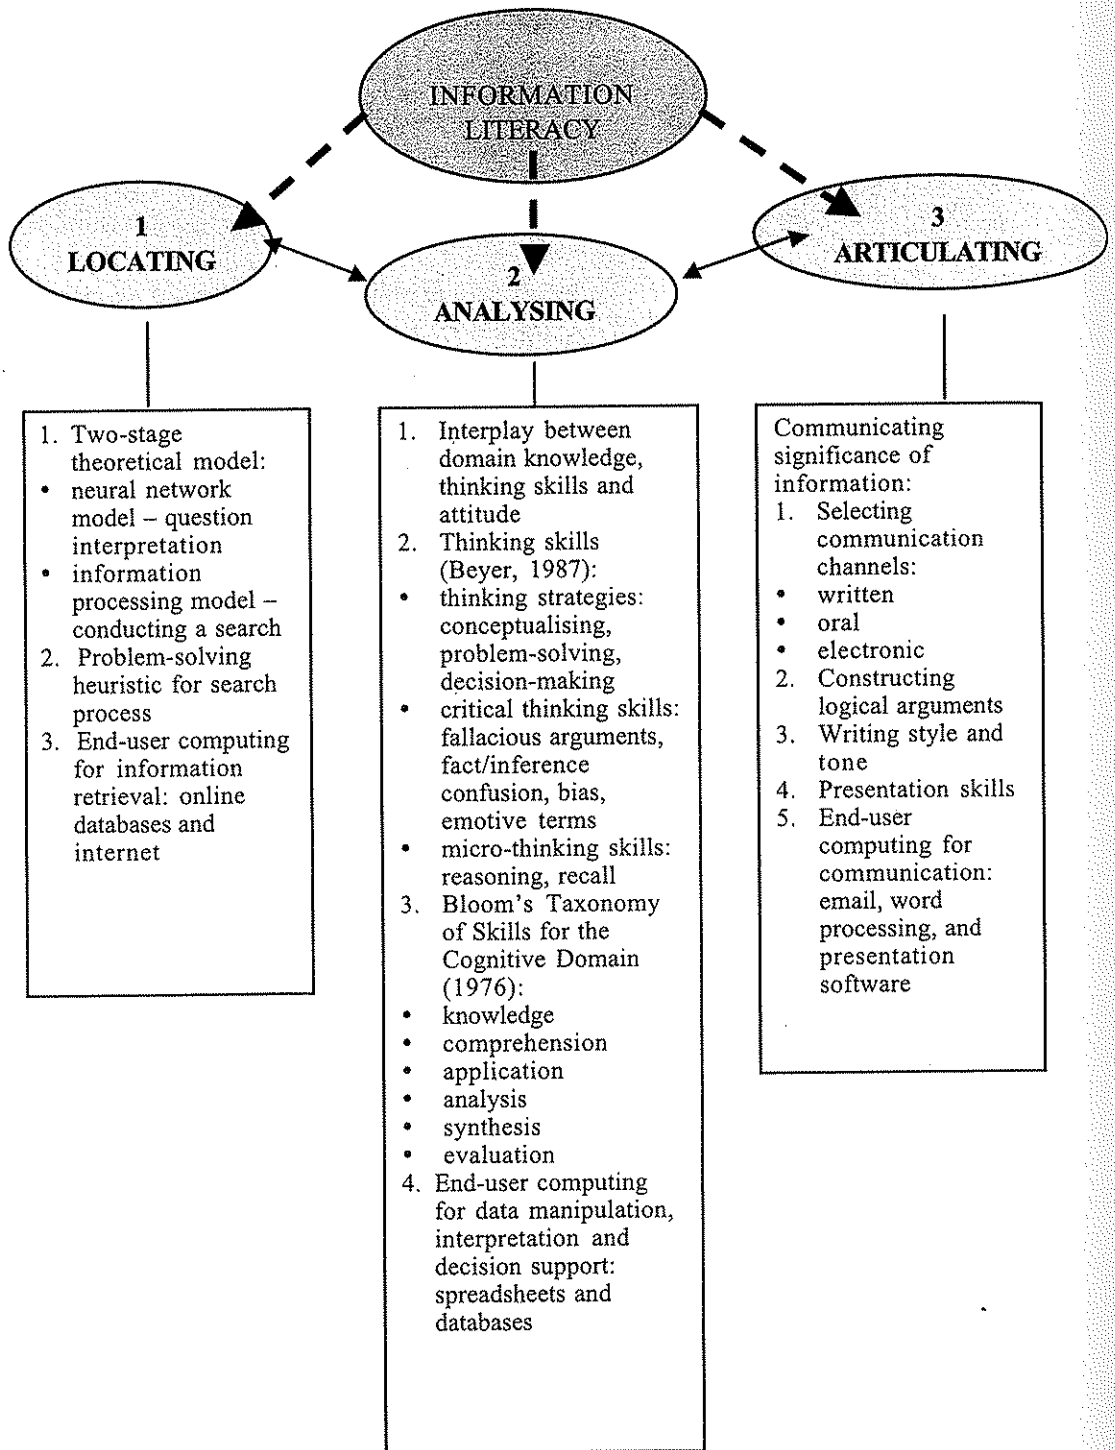 INFORMATION
LITERACY
1
LOCATING
2
ANALYSING
3
ARTICULATING
1. Two-stage
theoretical model:
• neural network
model – question
interpretation
• information
processing model –
conducting a search
2. Problem-solving
heuristic for search
process
3. End-user computing
for information
retrieval: online
databases and
internet
1. Interplay between
domain knowledge,
thinking skills and
attitude
2. Thinking skills
(Beyer, 1987):
• thinking strategies:
conceptualising,
problem-solving,
decision-making
• critical thinking skills:
fallacious arguments,
fact/inference
confusion, bias,
emotive terms
• micro-thinking skills:
reasoning, recall
3. Bloom's Taxonomy
of Skills for the
Cognitive Domain
(1976):
• knowledge
• comprehension
• application
• analysis
• synthesis
• evaluation
4. End-user computing
for data manipulation,
interpretation and
decision support:
spreadsheets and
databases
Communicating
significance of
information:
1. Selecting
communication
channels:
• written
• oral
• electronic
2. Constructing
logical arguments
3. Writing style and
tone
4. Presentation skills
5. End-user
computing for
communication:
email, word
processing, and
presentation
software